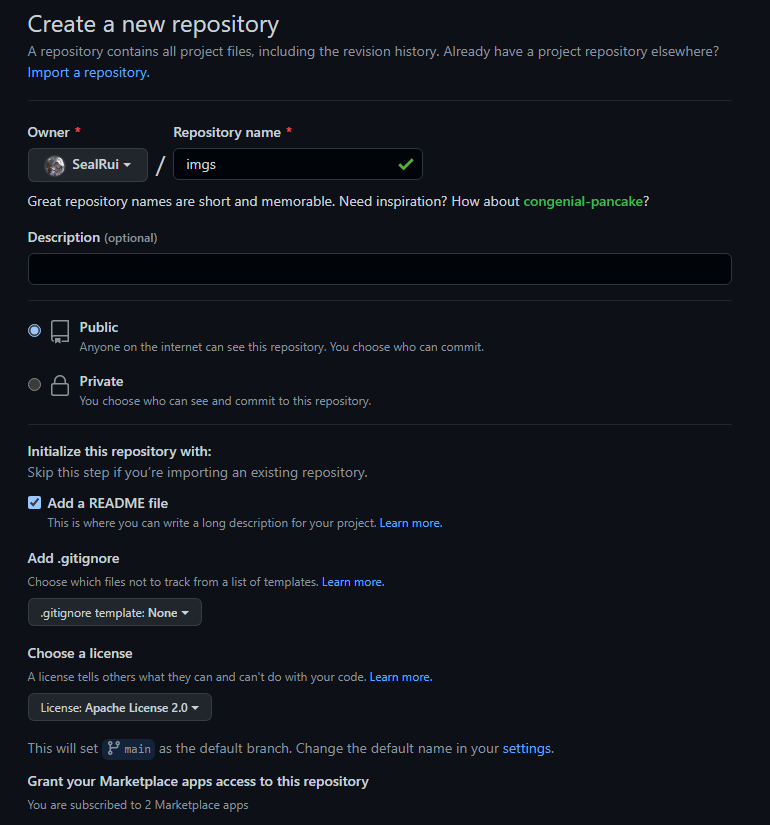 Create a new repository
A repository contains all project files, including the revision history. Already have a project repository elsewhere?
Import a repository.
Owner * Repository name *
SealRui / imgs
Great repository names are short and memorable. Need inspiration? How about congenial-pancake?
Description (optional)
Public
Anyone on the internet can see this repository. You choose who can commit.
Private
You choose who can see and commit to this repository.
Initialize this repository with:
Skip this step if you’re importing an existing repository.
Add a README file
This is where you can write a long description for your project. Learn more.
Add .gitignore
Choose which files not to track from a list of templates. Learn more.
.gitignore template: None
Choose a license
A license tells others what they can and can't do with your code. Learn more.
License: Apache License 2.0
This will set main as the default branch. Change the default name in your settings.
Grant your Marketplace apps access to this repository
You are subscribed to 2 Marketplace apps